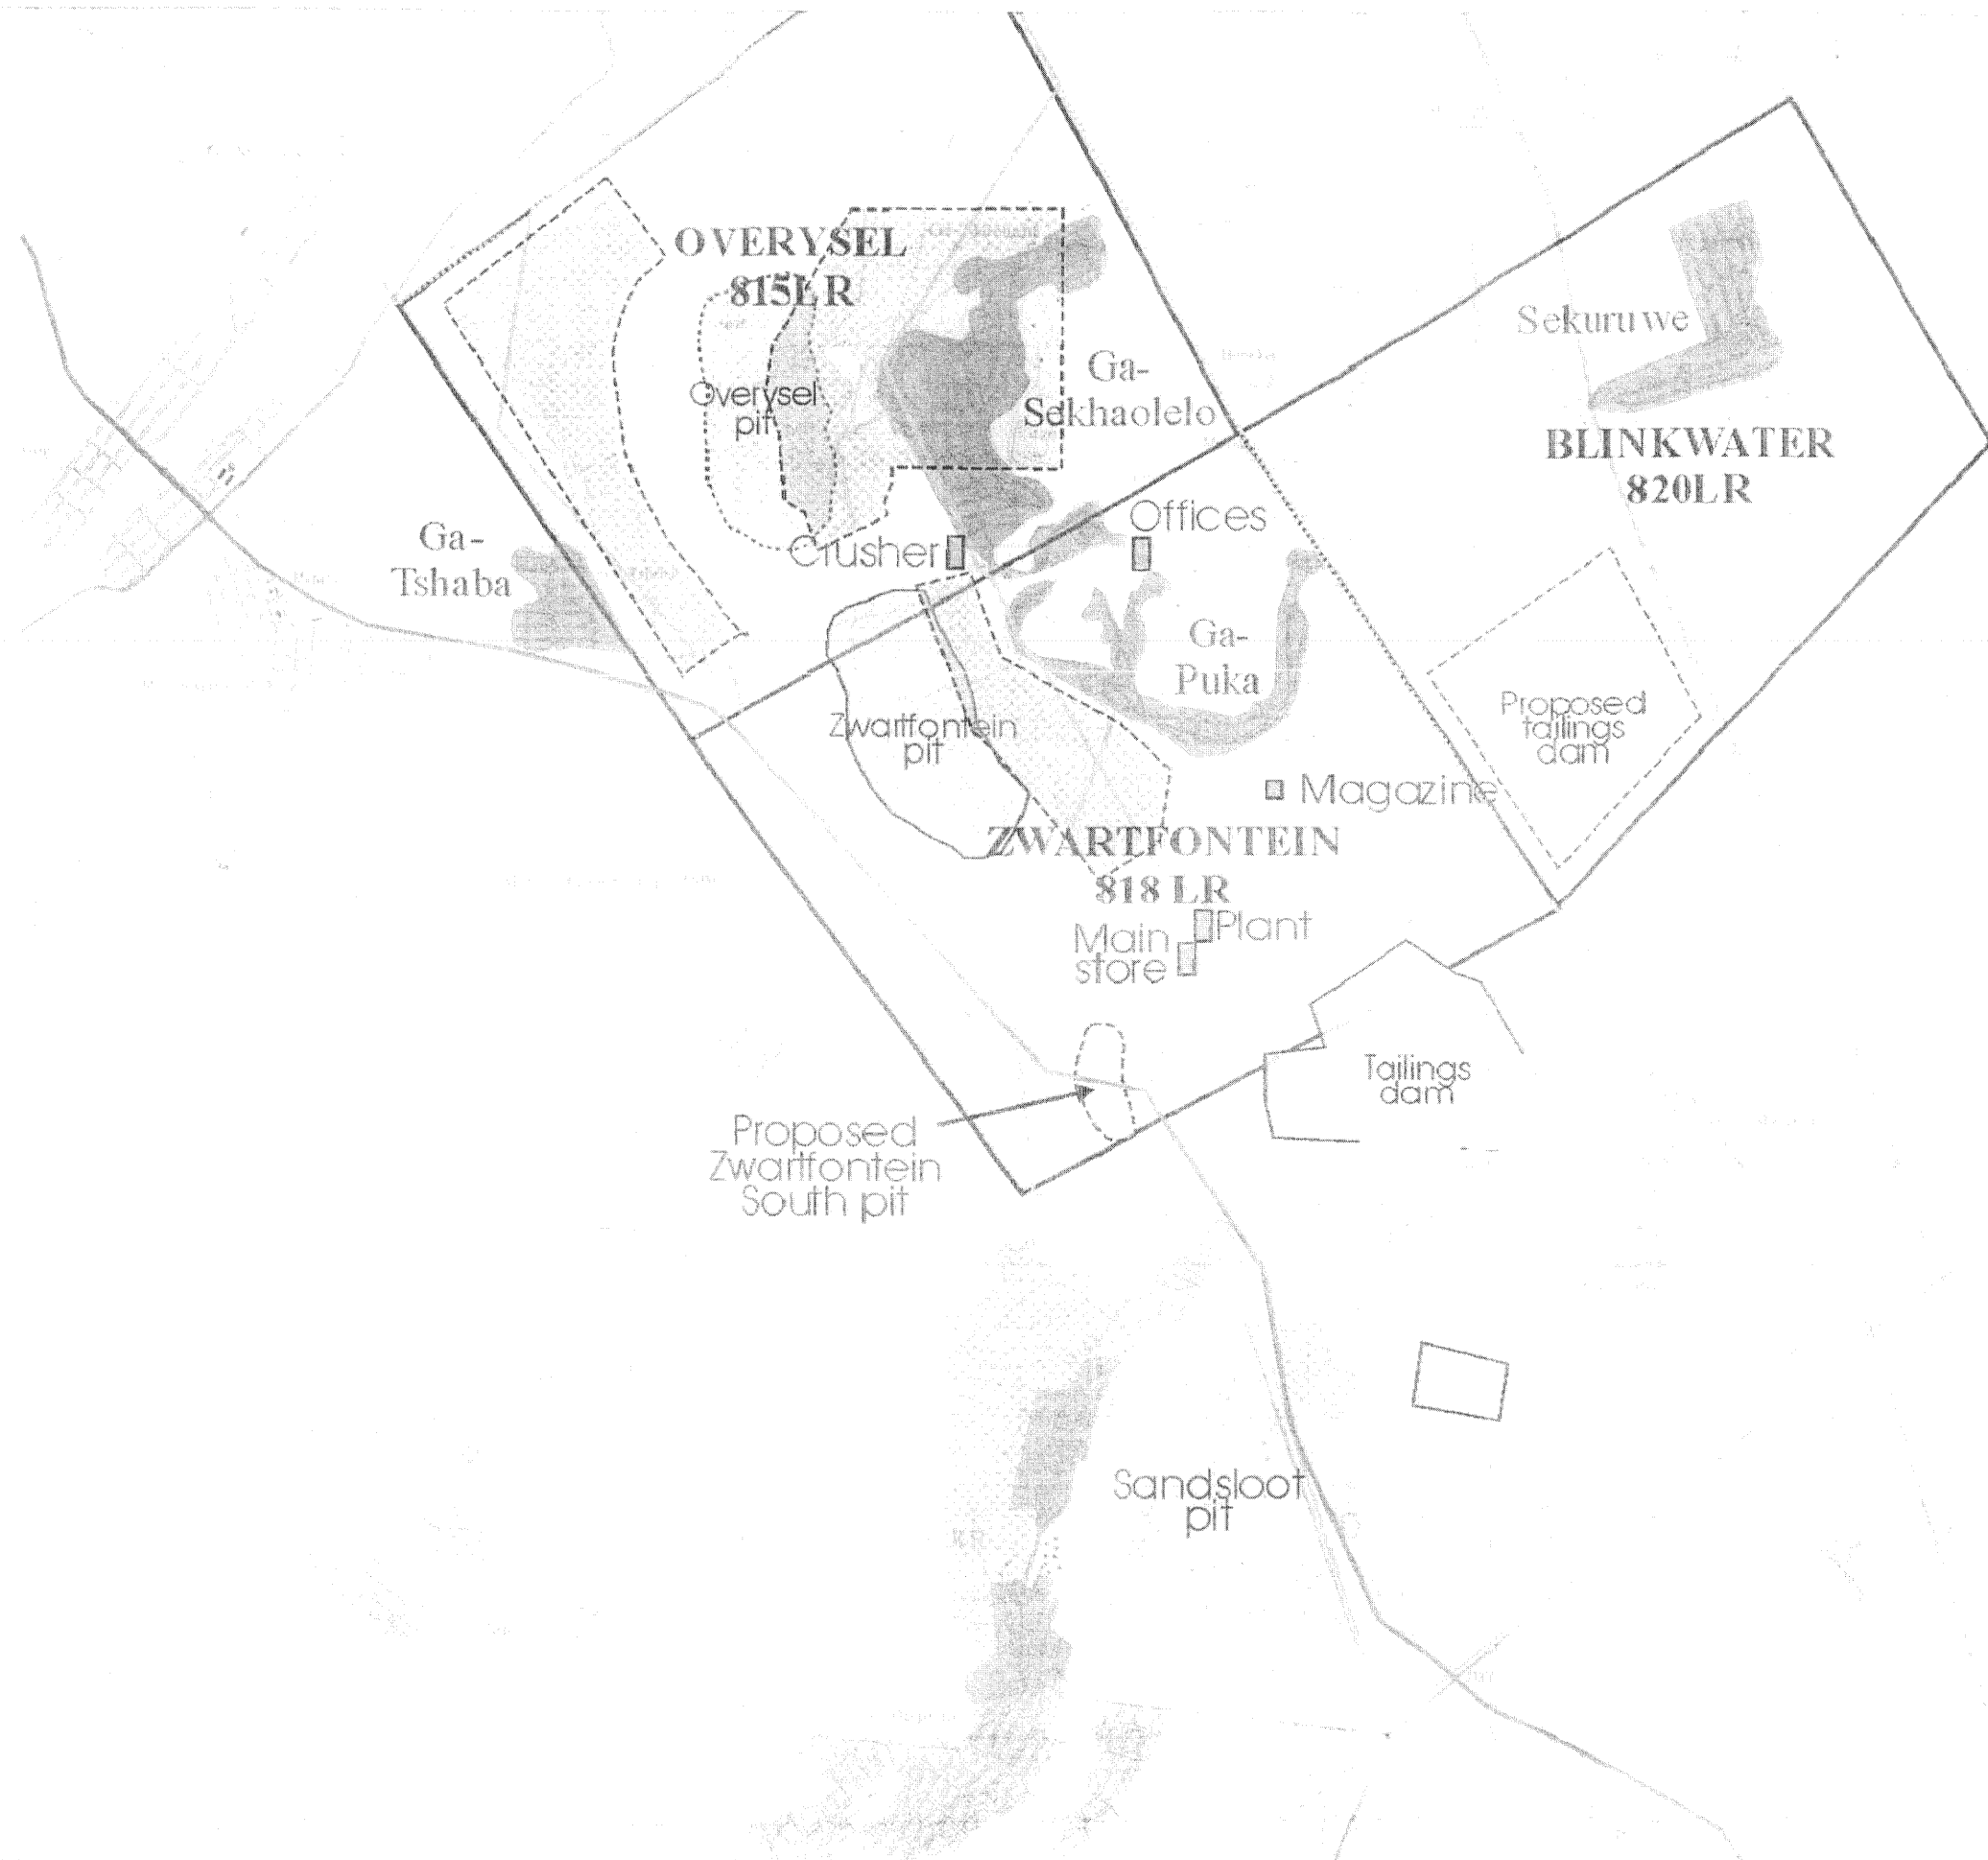 OVERYSEL
815LR
Overysel
pit
Ga-
Sekhaolelo
Sekuruwe
BLINKWATER
820LR
Ga-
Tshaba
Crusher
Offices
Ga-
Puka
Zwartfontein
pit
Proposed
tailings
dam
Magazine
ZWARTFONTEIN
818 LR
Plant
Main
store
Tailings
dam
Proposed
Zwartfontein
South pit
Sandsloot
pit